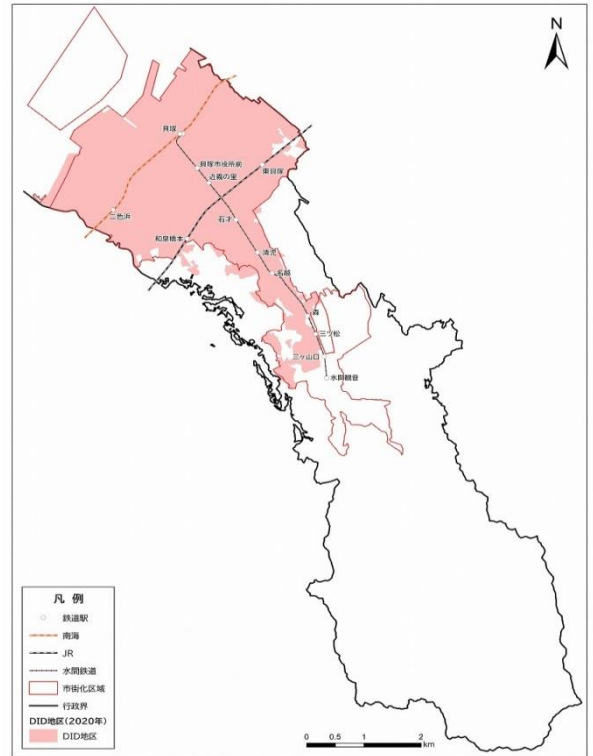 N
貝塚
貝塚市役所前
東貝塚
近義の里
二色浜
石才
和泉橋本
清児
名越
森
三ツ松
三ヶ山口
水間観音
凡 例
鉄道駅
南海
JR
水間鉄道
市街化区域
行政界
DID地区(2020年)
DID地区
0 0.5 1 2
km